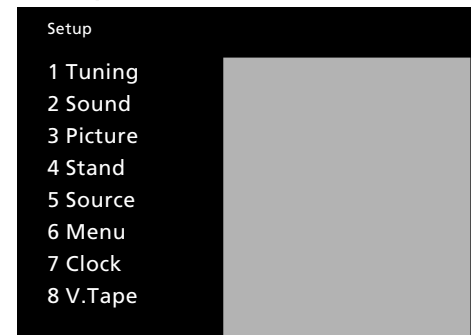 Setup
1 Tuning
2 Sound
3 Picture
4 Stand
5 Source
6 Menu
7 Clock
8 V.Tape